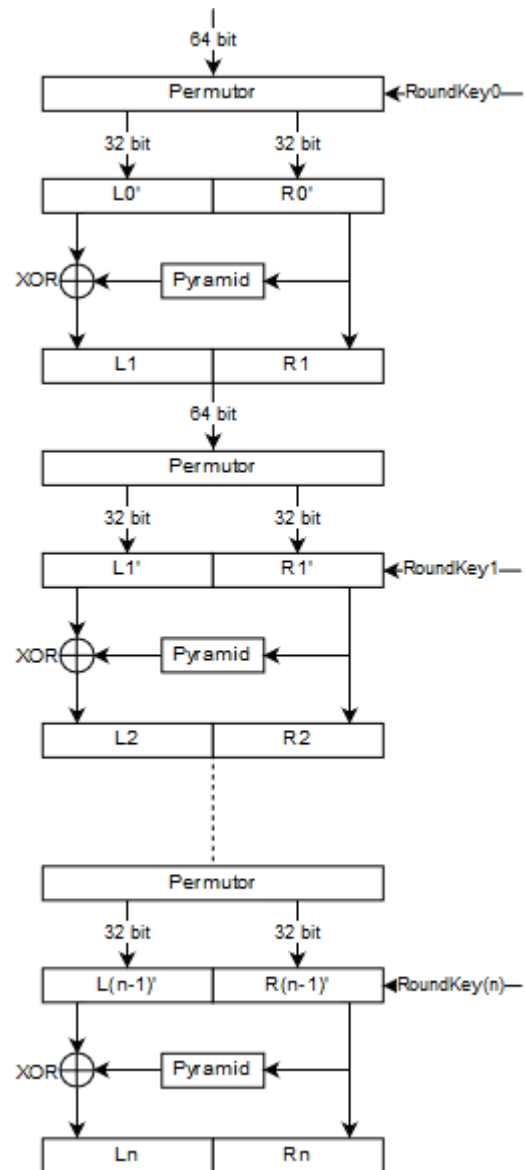 64 bit
Permutor
RoundKey0
32 bit 32 bit
L0' R0'
XOR Pyramid
L1 R1
64 bit
Permutor
32 bit 32 bit
L1' R1' RoundKey1
XOR Pyramid
L2 R2
Permutor
32 bit 32 bit
L(n-1)' R(n-1)' RoundKey(n)
XOR Pyramid
Ln Rn